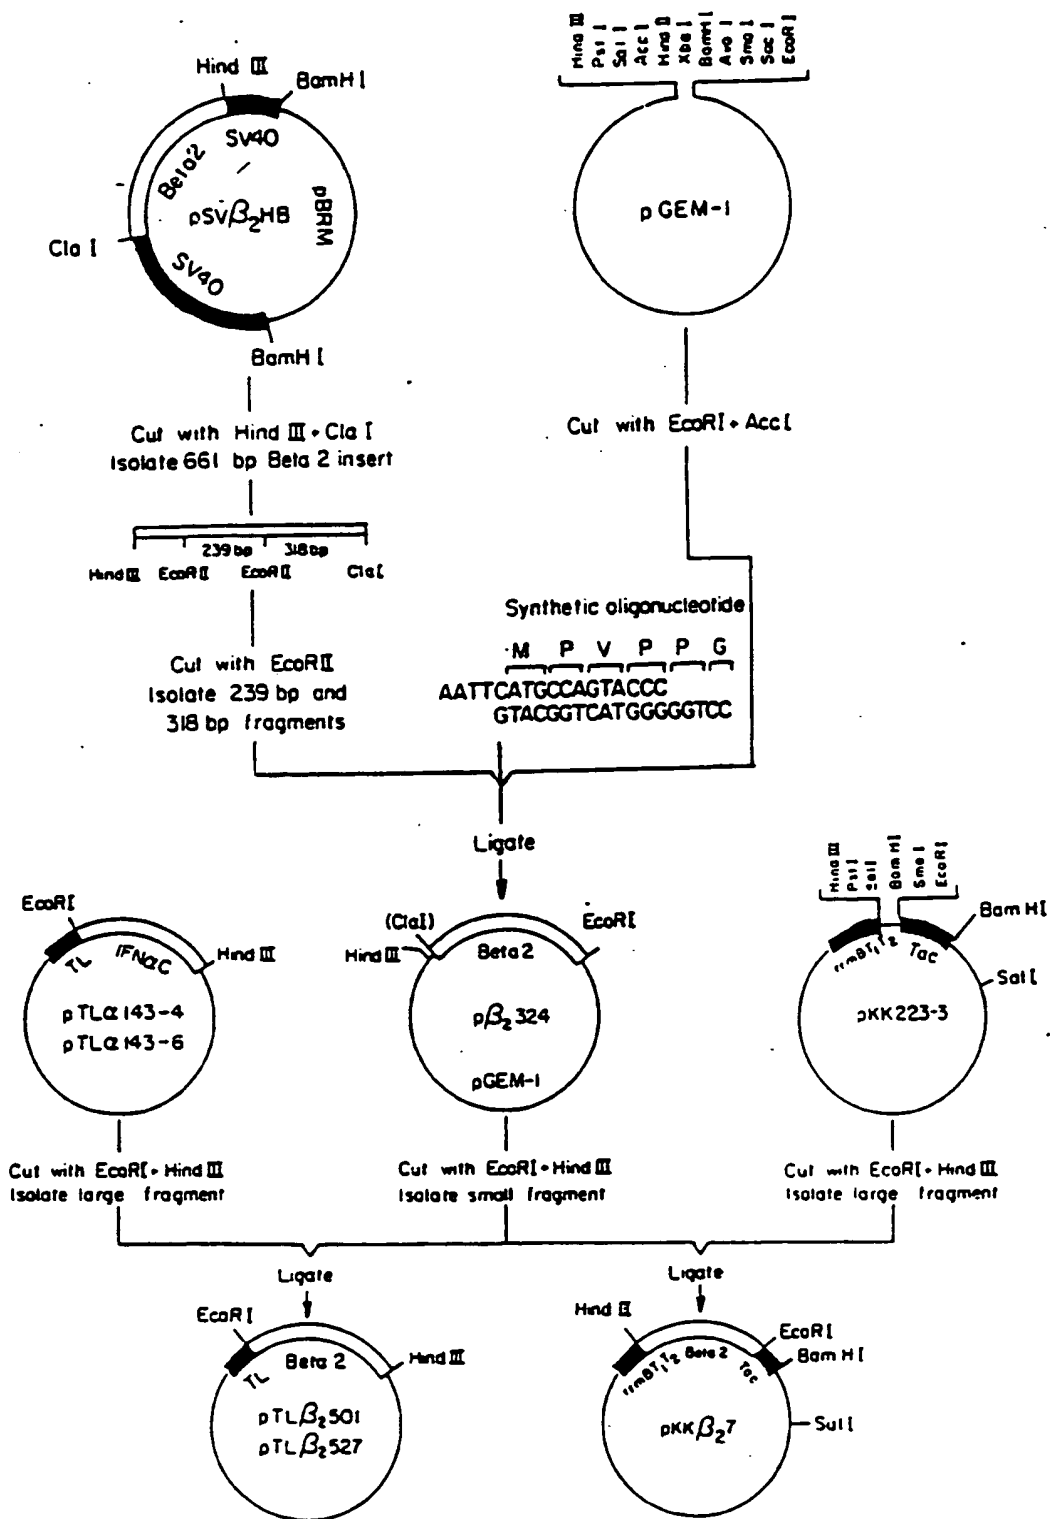 Hind III
BamH I
SV40
Beta2
pSVβ₂HB
pBRM
Cla I
SV40
BamH I
Hind III
Pst I
Sal I
Acc I
Hind II
Xba I
BamH I
Ava I
Sma I
Sac I
EcoRI
pGEM-1
Cut with Hind III + Cla I
Isolate 661 bp Beta 2 insert
Cut with EcoRI + Acc I
239 bp
318 bp
Hind III
EcoR II
EcoR II
Cla I
Cut with EcoRII
Isolate 239 bp and
318 bp fragments
Synthetic oligonucleotide
M P V P P G
AATTCATGCCAGTACCC
GTACGGTCATGGGGGTCC
Ligate
EcoRI
TL
IFNαC
Hind III
pTLα143-4
pTLα143-6
(ClaI)
Hind III
Beta 2
EcoRI
pβ₂324
pGEM-1
Hind III
Pst I
Sal I
Bam H I
Sma I
EcoR I
Bam H I
rrnBT₁T₂
Tac
Sal I
pKK223-3
Cut with EcoRI + Hind III
Isolate large fragment
Cut with EcoRI + Hind III
Isolate small fragment
Cut with EcoRI + Hind III
Isolate large fragment
Ligate
Ligate
EcoR I
TL
Beta 2
Hind III
pTLβ₂501
pTLβ₂527
Hind III
EcoRI
Bam H I
rrnBT₁T₂
Beta 2
Tac
Sal I
pKKβ₂7